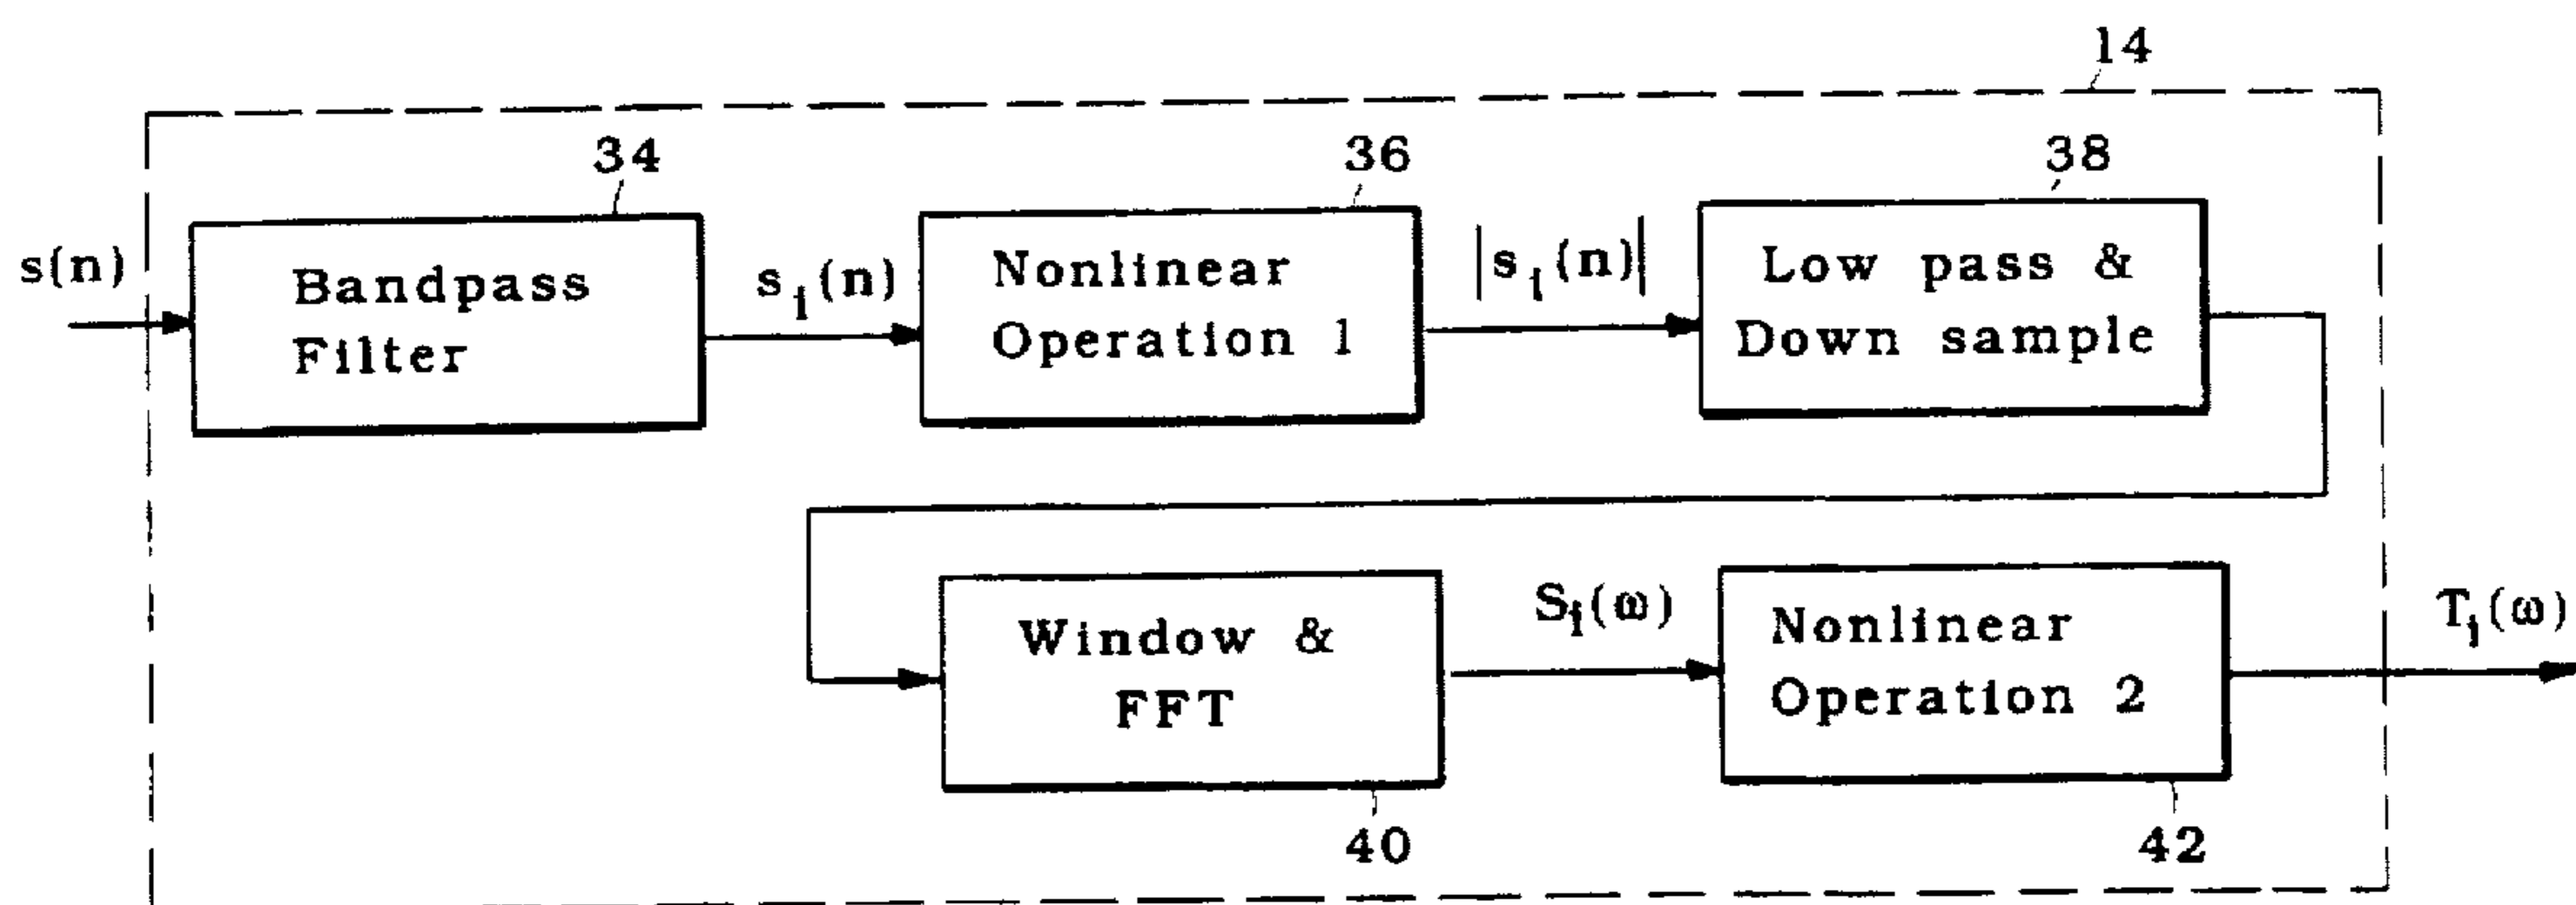 14
34
36
38
s(n)
Bandpass
Filter
s_i(n)
Nonlinear
Operation 1
|s_i(n)|
Low pass &
Down sample
Window &
FFT
S_i(ω)
Nonlinear
Operation 2
T_i(ω)
40
42